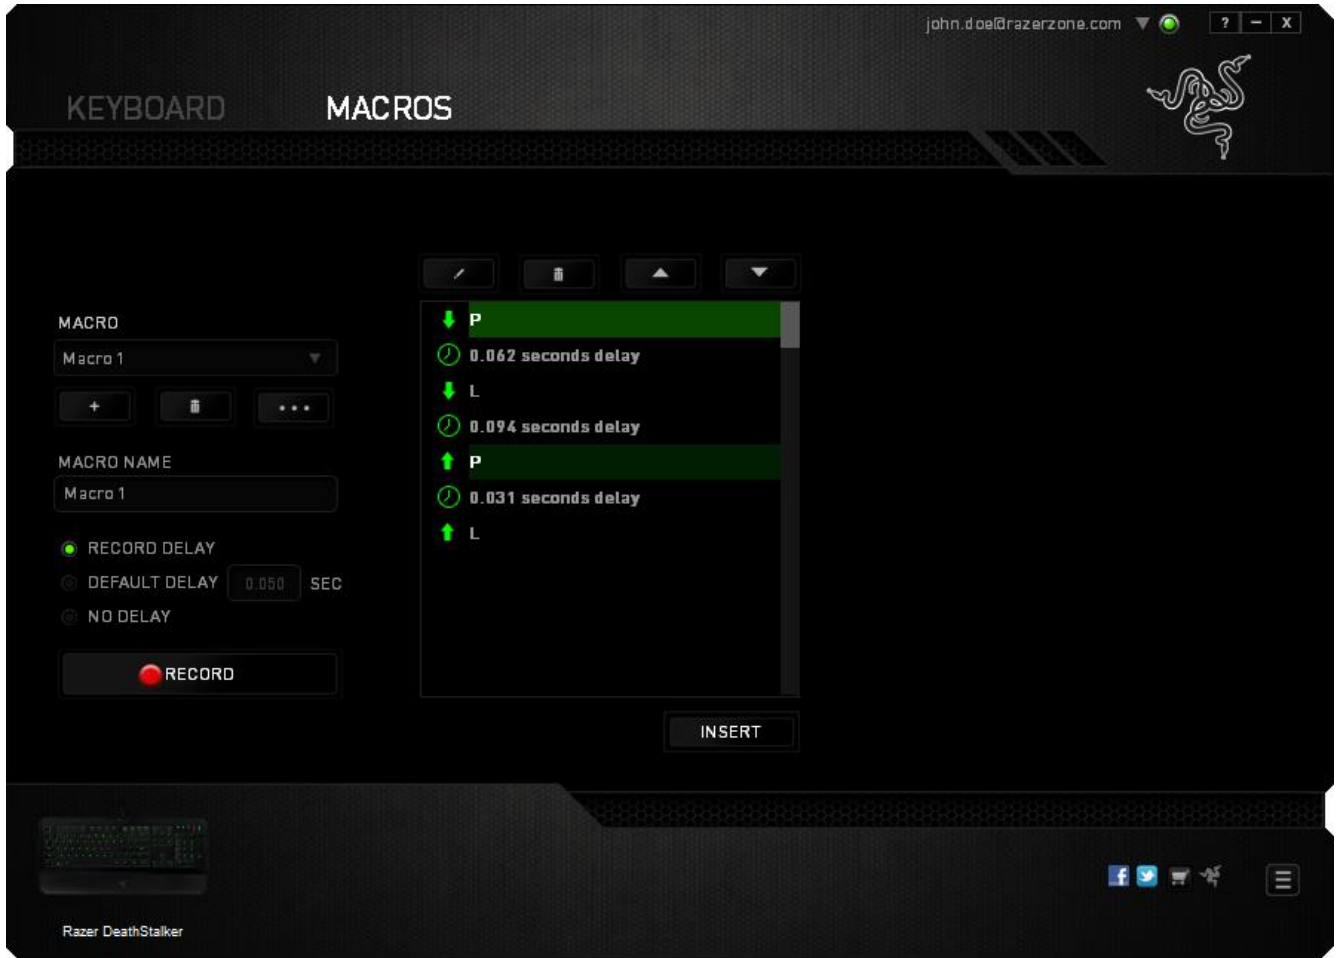 john.doe@razerzone.com ? – X
KEYBOARD MACROS
MACRO
Macro 1
+
MACRO NAME
Macro 1
RECORD DELAY
DEFAULT DELAY 0.050 SEC
NO DELAY
RECORD
P
0.062 seconds delay
L
0.094 seconds delay
P
0.031 seconds delay
L
INSERT
Razer DeathStalker